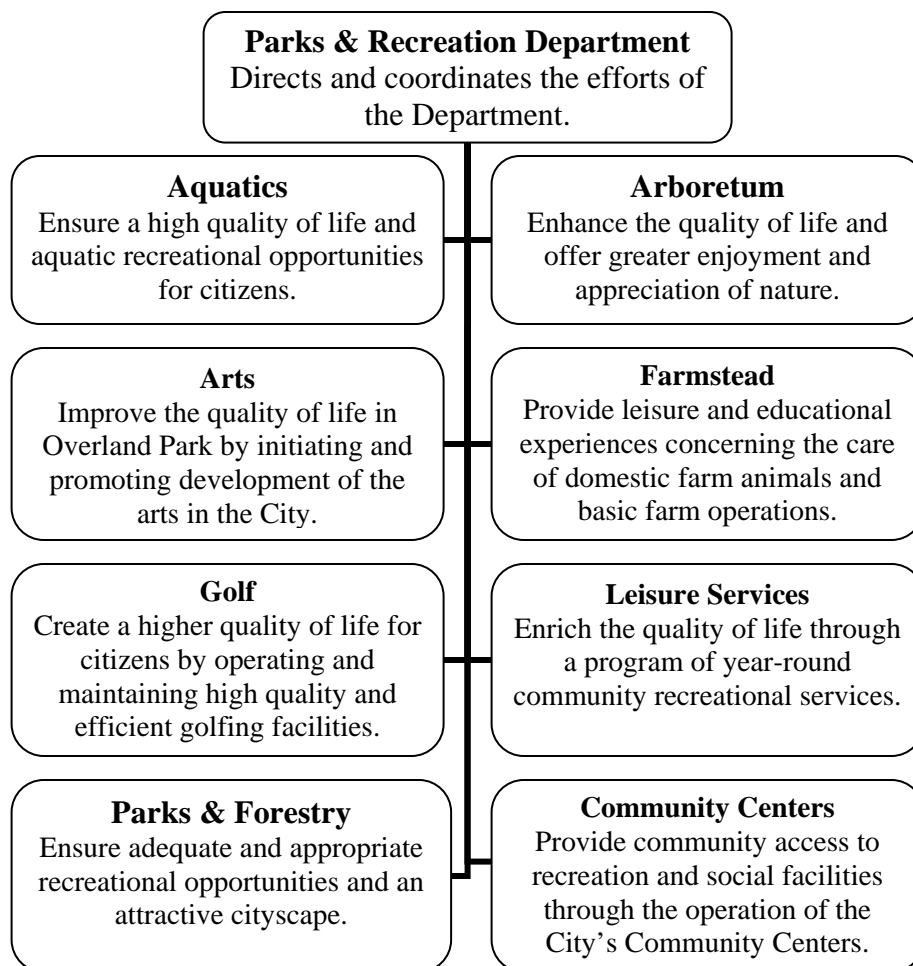 Parks & Recreation Department
Directs and coordinates the efforts of
the Department.
Aquatics
Ensure a high quality of life and
aquatic recreational opportunities
for citizens.
Arboretum
Enhance the quality of life and
offer greater enjoyment and
appreciation of nature.
Arts
Improve the quality of life in
Overland Park by initiating and
promoting development of the
arts in the City.
Farmstead
Provide leisure and educational
experiences concerning the care
of domestic farm animals and
basic farm operations.
Golf
Create a higher quality of life for
citizens by operating and
maintaining high quality and
efficient golfing facilities.
Leisure Services
Enrich the quality of life through
a program of year-round
community recreational services.
Parks & Forestry
Ensure adequate and appropriate
recreational opportunities and an
attractive cityscape.
Community Centers
Provide community access to
recreation and social facilities
through the operation of the
City’s Community Centers.